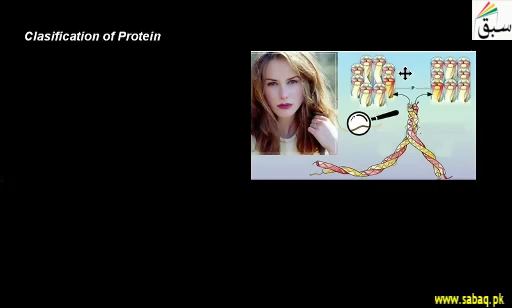 سبق
Clasification of Protein
www.sabaq.pk